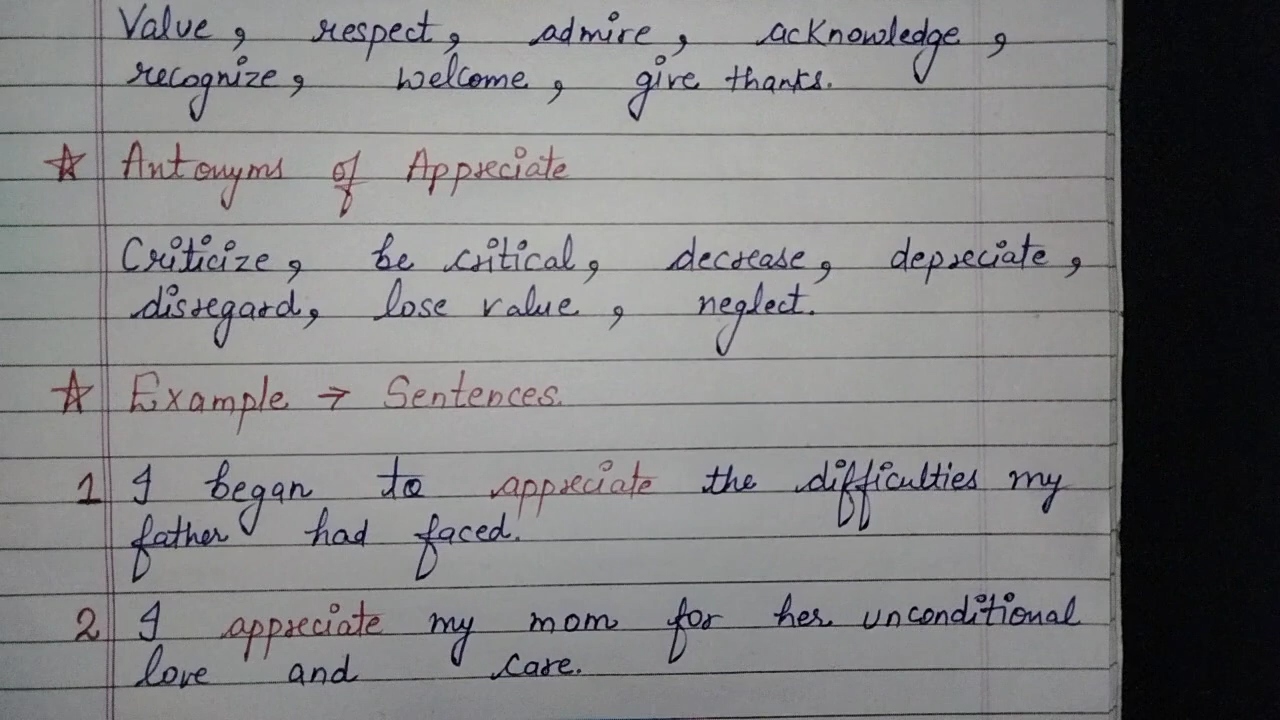 Value, respect, admire, acknowledge,
recognize, welcome, give thanks.
☆ Antonyms of Appreciate
Criticize, be critical, decrease, depreciate,
disregard, lose value, neglect.
☆ Example → Sentences.
1 I began to appreciate the difficulties my
father had faced.
2 I appreciate my mom for her unconditional
love and care.